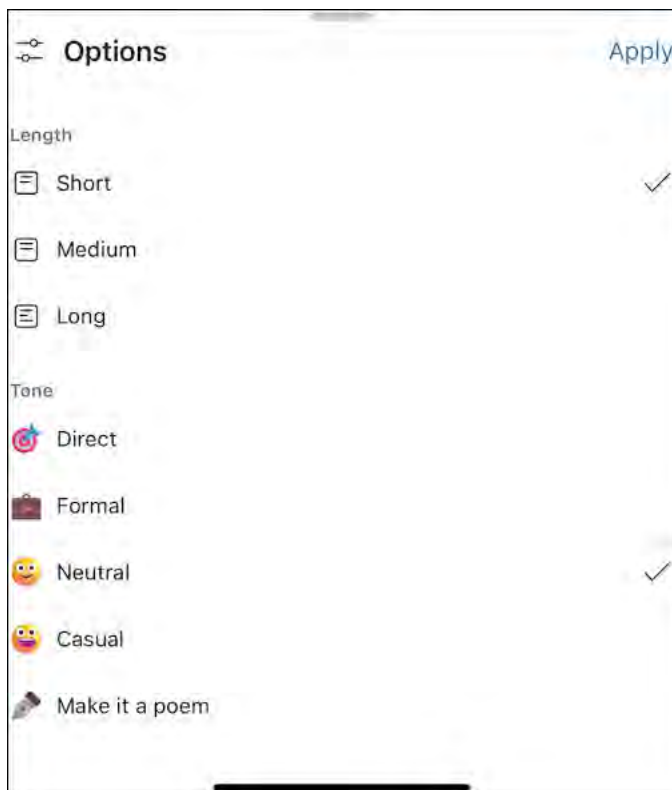 Options
Apply
Length
Short
Medium
Long
Tone
Direct
Formal
Neutral
Casual
Make it a poem